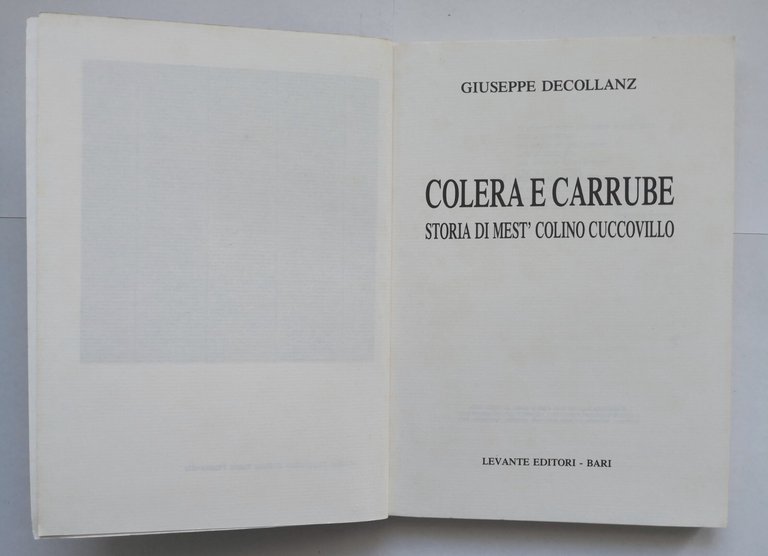 GIUSEPPE DECOLLANZ
COLERA E CARRUBE
STORIA DI MEST' COLINO CUCCOVILLO
LEVANTE EDITORI - BARI